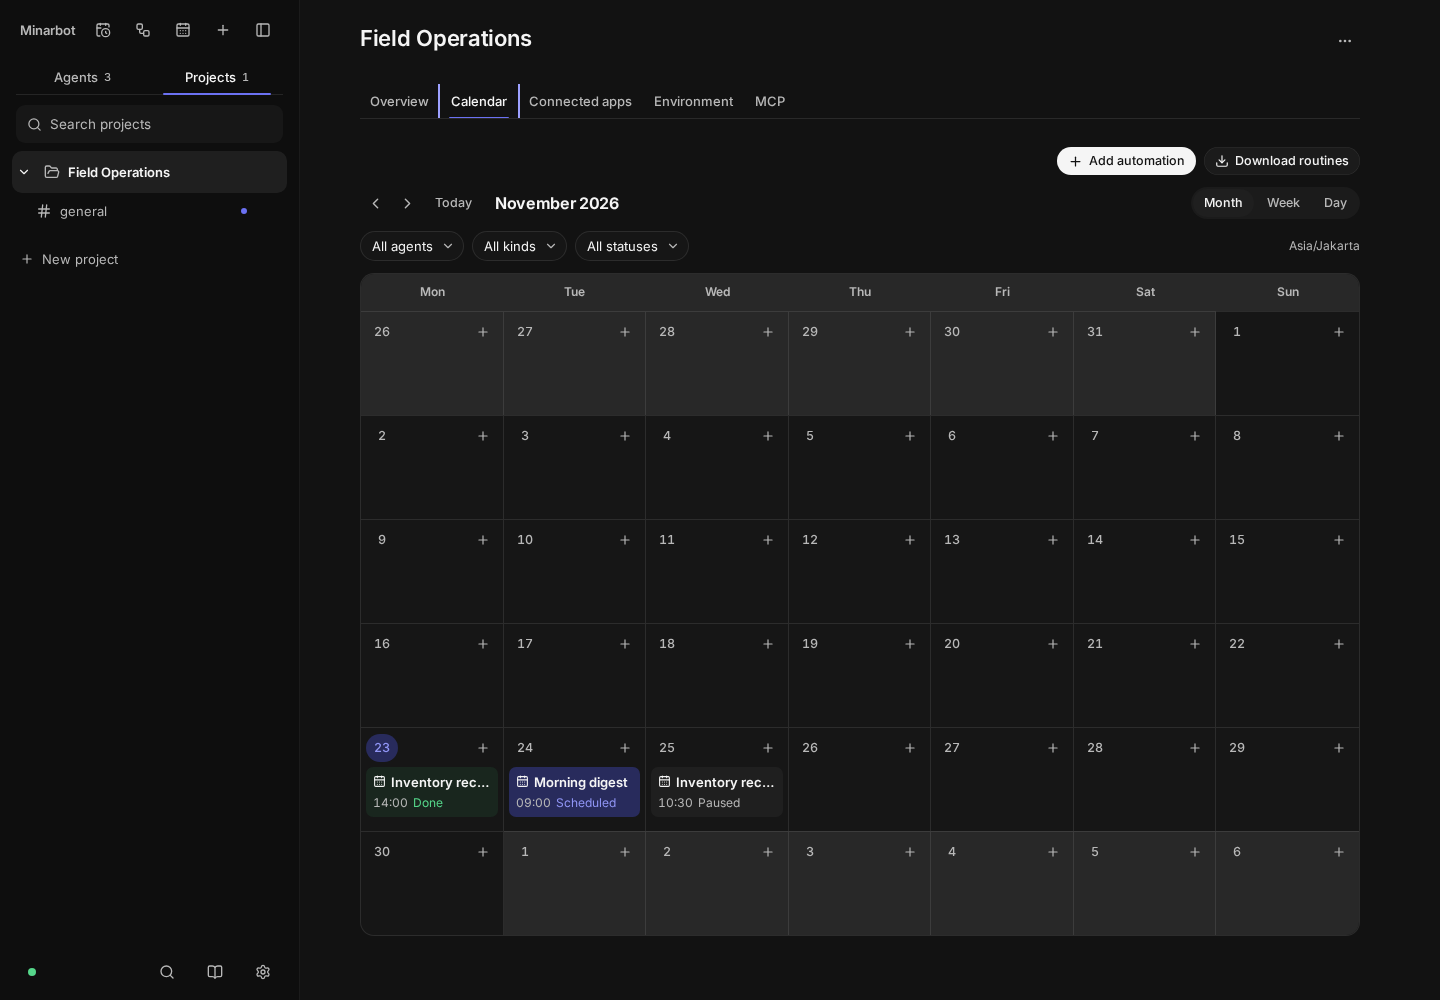 Minarbot
Agents 3
Projects 1
Search projects
Field Operations
general
New project
Field Operations
Overview
Calendar
Connected apps
Environment
MCP
Add automation
Download routines
Today
November 2026
Month
Week
Day
All agents
All kinds
All statuses
Asia/Jakarta
Mon Tue Wed Thu Fri Sat Sun
26 27 28 29 30 31 1
2 3 4 5 6 7 8
9 10 11 12 13 14 15
16 17 18 19 20 21 22
23 24 25 26 27 28 29
Inventory rec...
14:00 Done
Morning digest
09:00 Scheduled
Inventory rec...
10:30 Paused
30 1 2 3 4 5 6